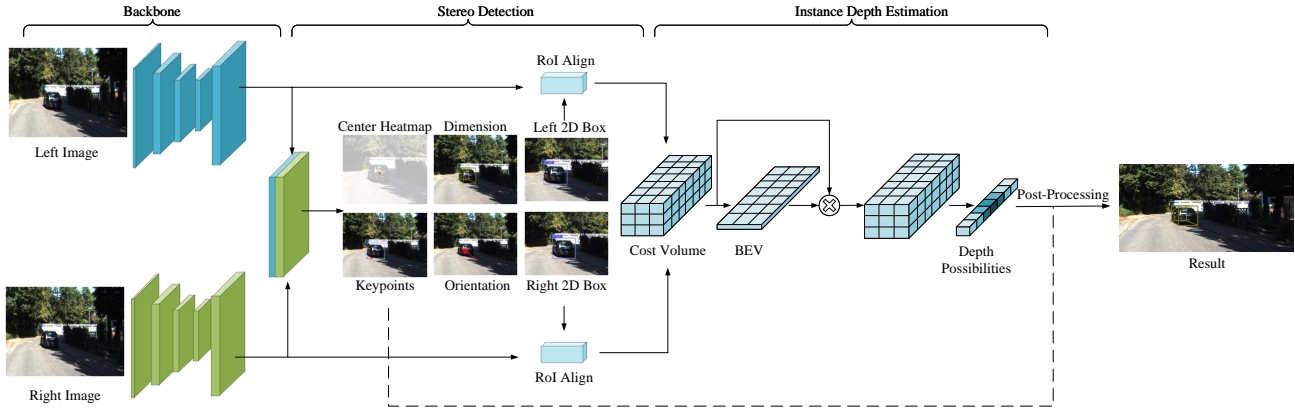 Backbone
Stereo Detection
Instance Depth Estimation
RoI Align
Left Image
Center Heatmap
Dimension
Left 2D Box
Keypoints
Orientation
Right 2D Box
Cost Volume
BEV
Depth
Possibilities
Post-Processing
Result
Right Image
RoI Align